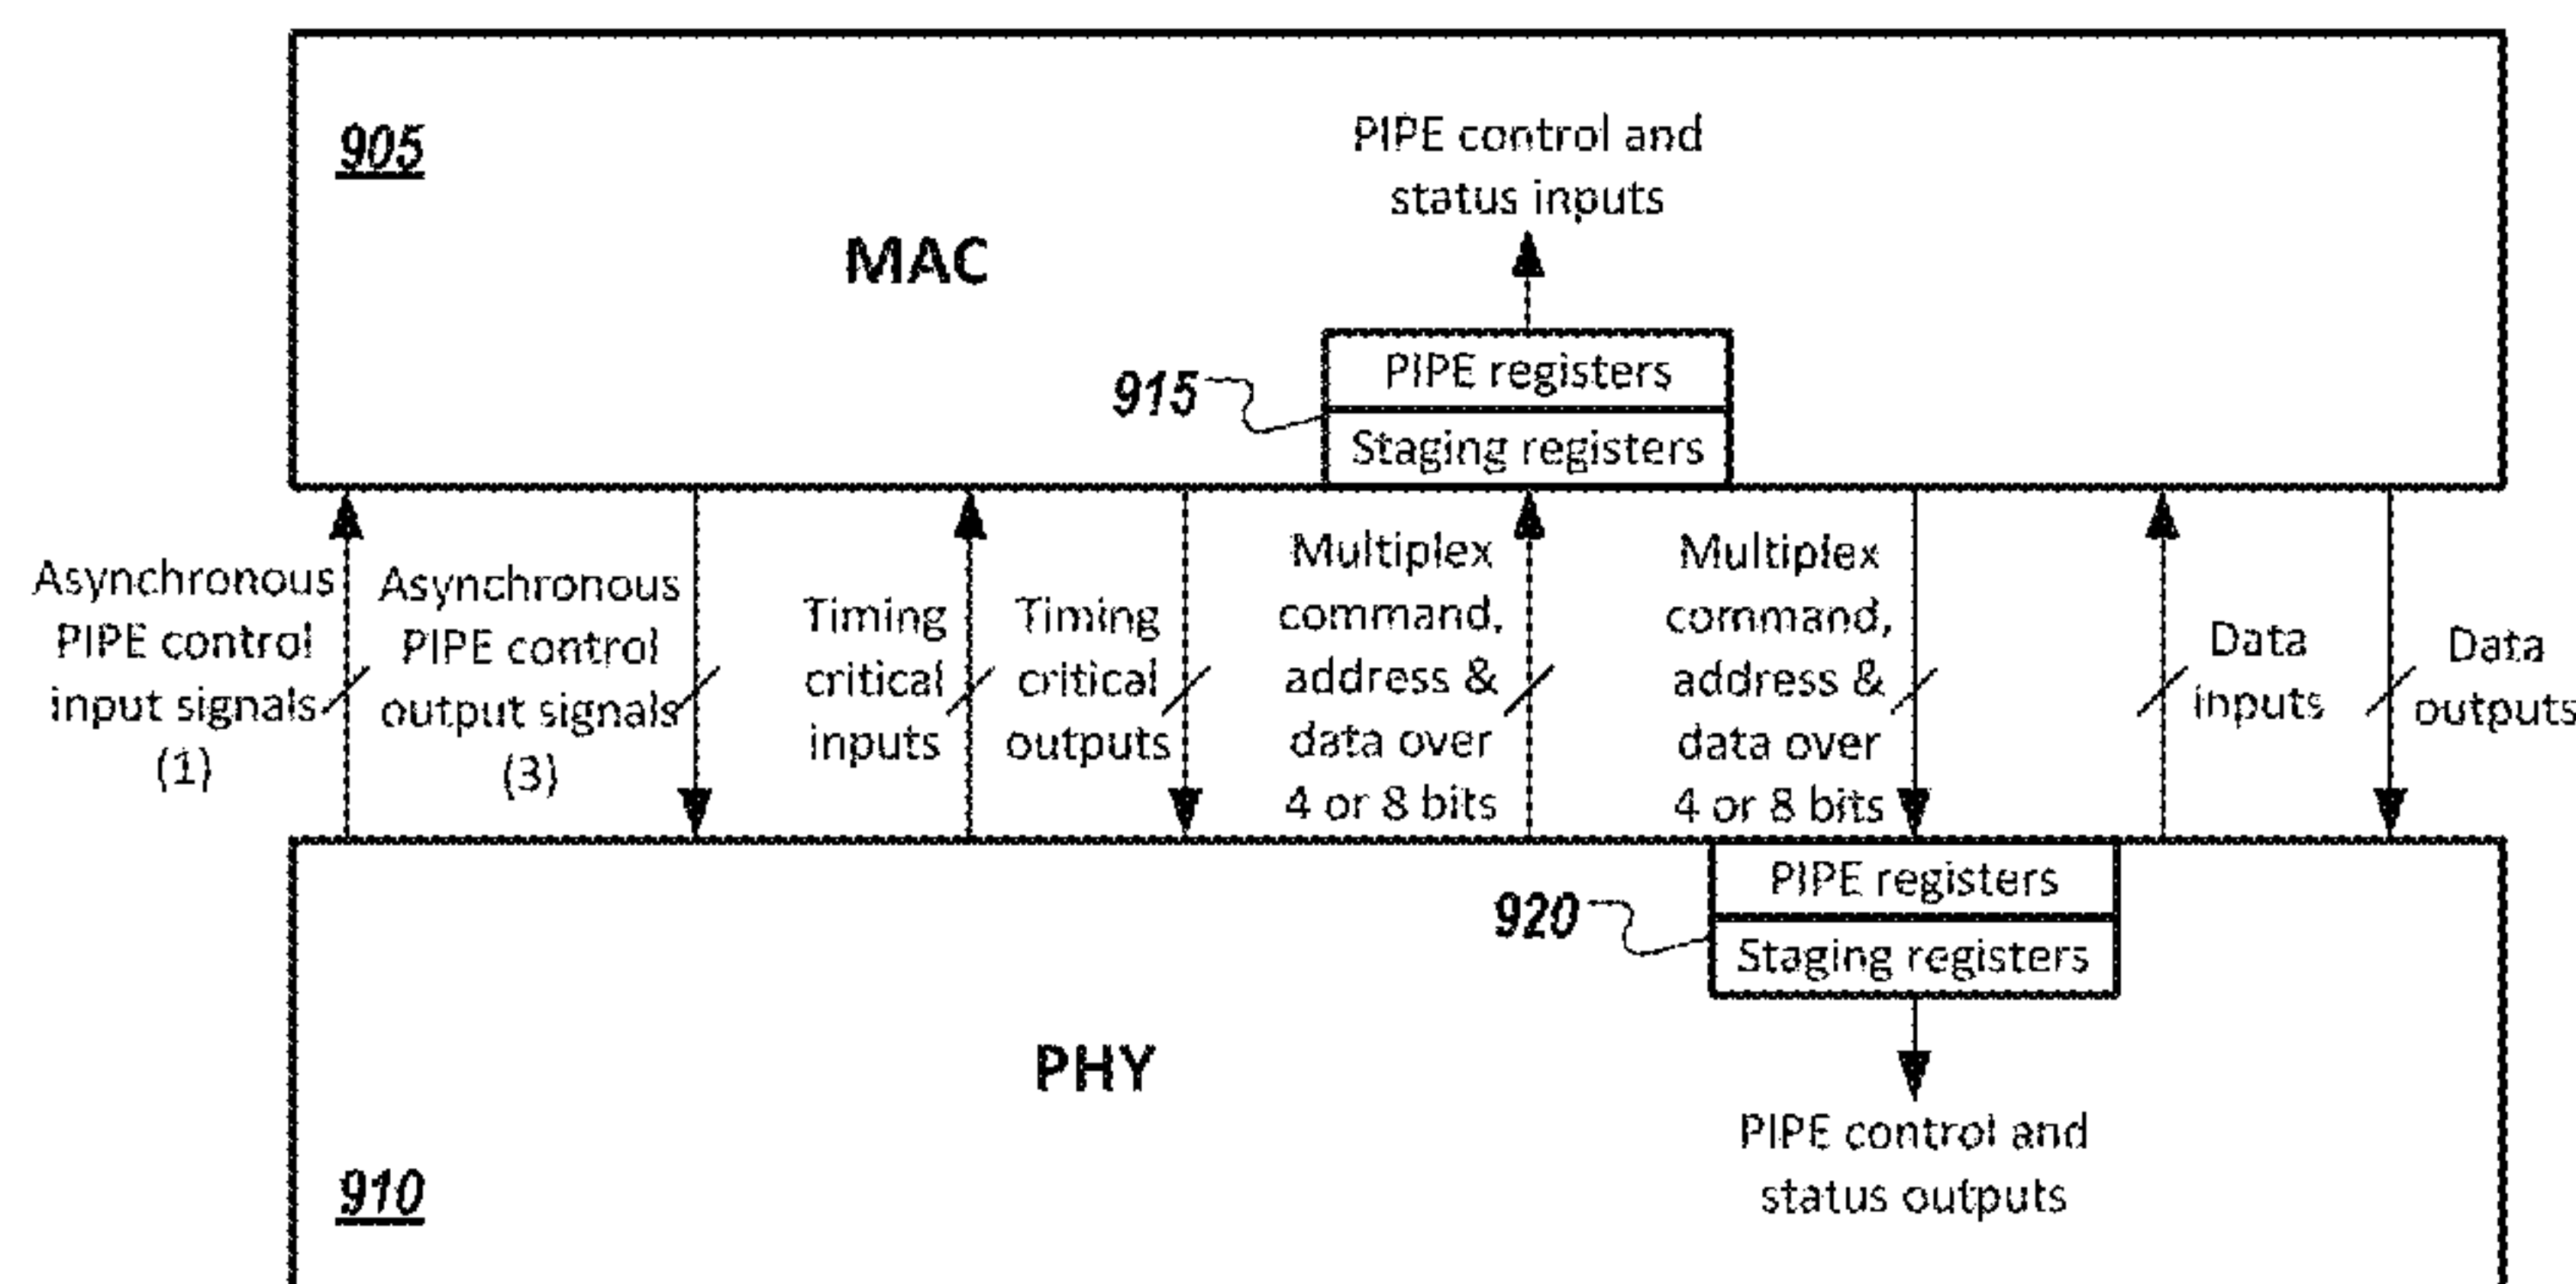 905
MAC
PIPE control and
status inputs
915
PIPE registers
Staging registers
Asynchronous
PIPE control
input signals
(1)
Asynchronous
PIPE control
output signals
(3)
Timing
critical
inputs
Timing
critical
outputs
Multiplex
command,
address &
data over
4 or 8 bits
Multiplex
command,
address &
data over
4 or 8 bits
Data
inputs
Data
outputs
920
PIPE registers
Staging registers
PHY
PIPE control and
status outputs
910